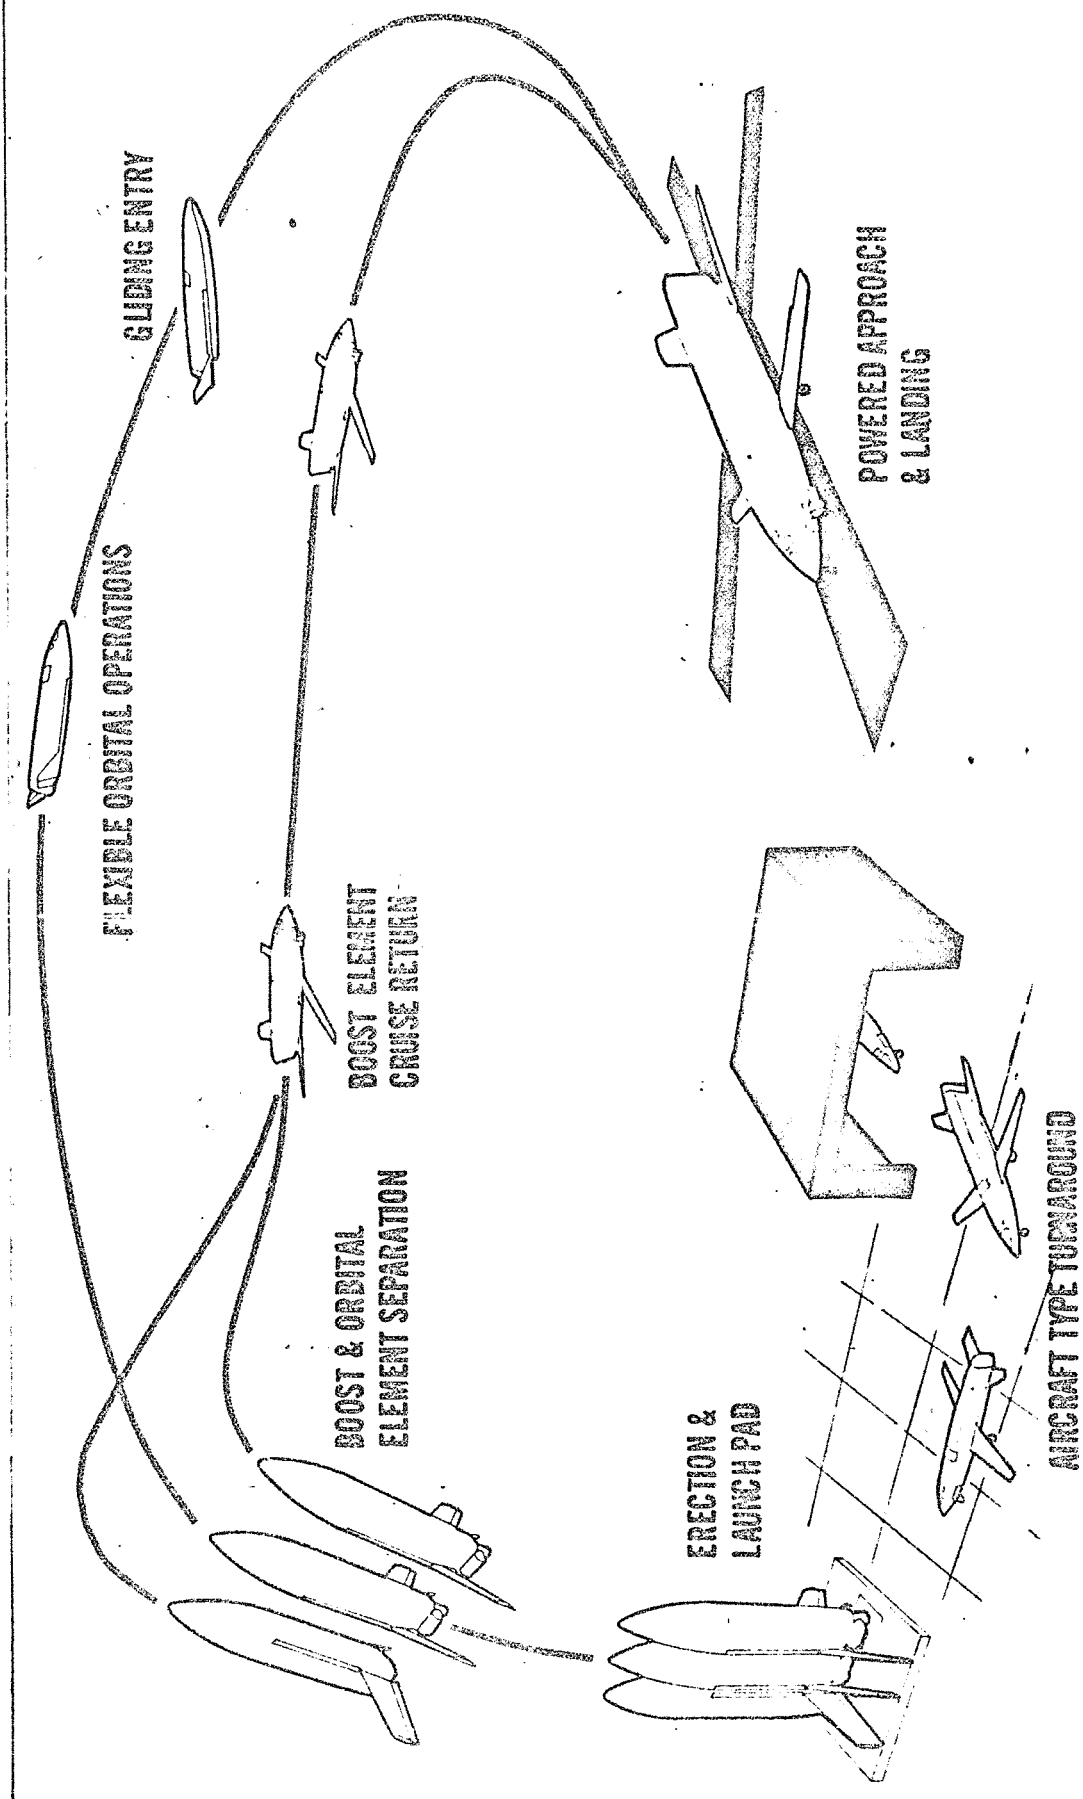 FLEXIBLE ORBITAL OPERATIONS
GLIDING ENTRY
BOOST & ORBITAL
ELEMENT SEPARATION
BOOST ELEMENT
CRUISE RETURN
ERECTION &
LAUNCH PAD
POWERED APPROACH
& LANDING
AIRCRAFT TYPE TURNAROUND